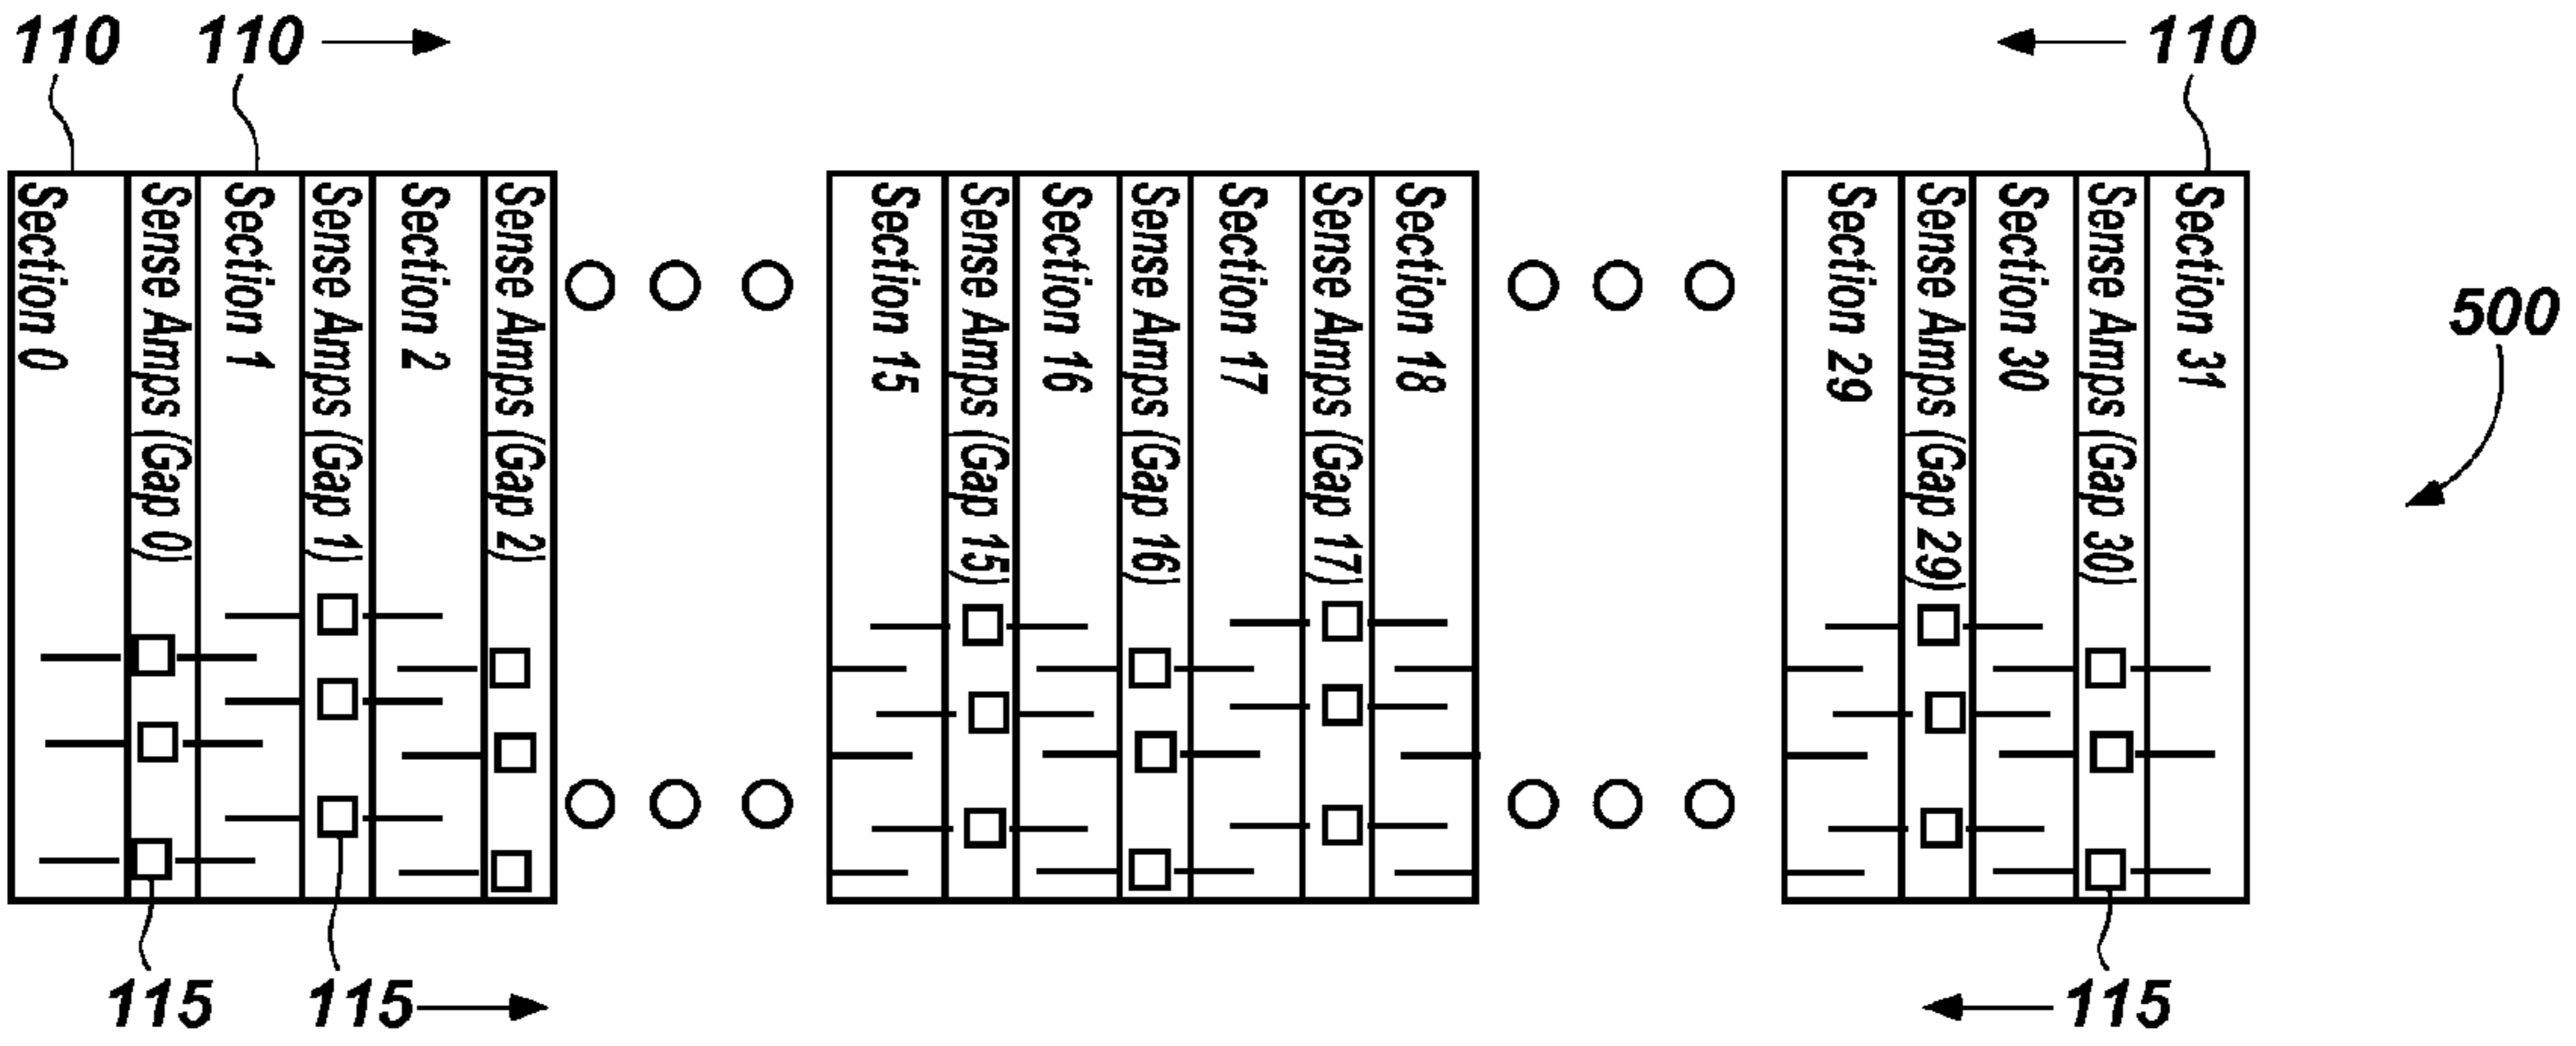 110
110
110
Section 0
Sense Amps (Gap 0)
Section 1
Sense Amps (Gap 1)
Section 2
Sense Amps (Gap 2)
Section 15
Sense Amps (Gap 15)
Section 16
Sense Amps (Gap 16)
Section 17
Sense Amps (Gap 17)
Section 18
Section 29
Sense Amps (Gap 29)
Section 30
Sense Amps (Gap 30)
Section 31
500
115
115
115